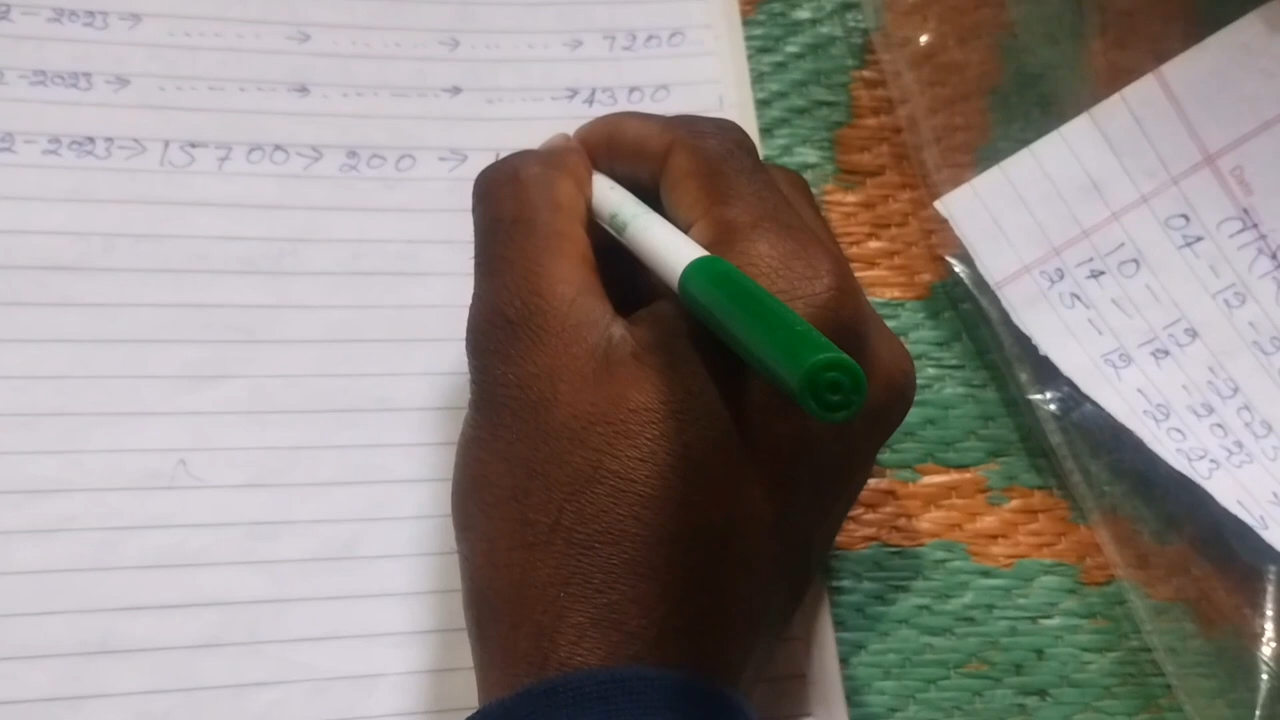 2-2023→ ........→ ........→ ........→ 7200
2-2023→ ........→ ........→ ........→4300
2-2023→15700→200→
04-12-2
10-12-2023
14-12-2023
25-12-2023→